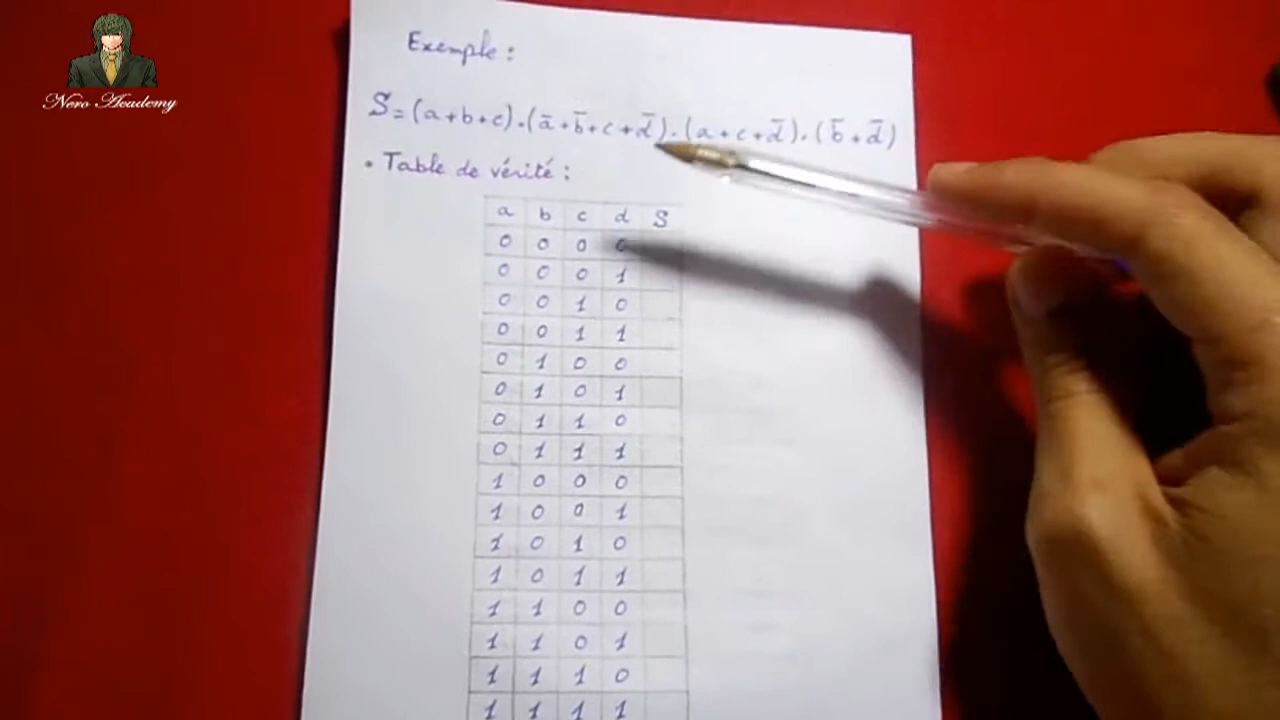 Nero Academy
Exemple :
S = (a+b+c).(a̅+b̅+c+d̅).(a+c+d̅).(b̅+d̅)
• Table de vérité :
a b c d S
0 0 0 0
0 0 0 1
0 0 1 0
0 0 1 1
0 1 0 0
0 1 0 1
0 1 1 0
0 1 1 1
1 0 0 0
1 0 0 1
1 0 1 0
1 0 1 1
1 1 0 0
1 1 0 1
1 1 1 0
1 1 1 1